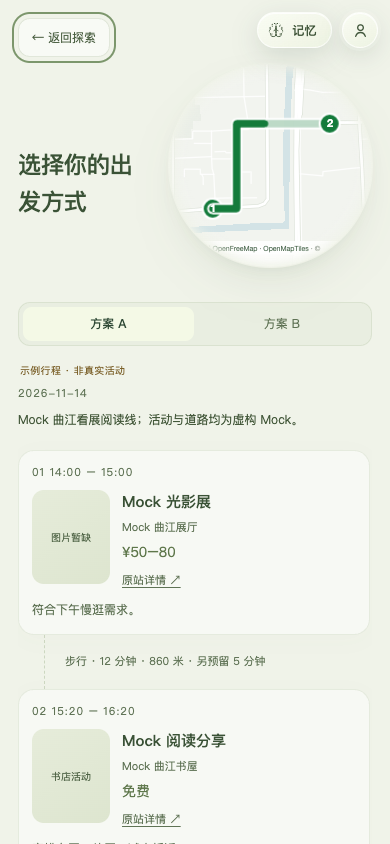 ← 返回探索
记忆
2
OpenFreeMap · OpenMapTiles · ©
选择你的出
发方式
方案 A
方案 B
示例行程 · 非真实活动
2026-11-14
Mock 曲江看展阅读线；活动与道路均为虚构 Mock。
01 14:00 — 15:00
图片暂缺
Mock 光影展
Mock 曲江展厅
¥50—80
原站详情 ↗
符合下午慢逛需求。
步行 · 12 分钟 · 860 米 · 另预留 5 分钟
02 15:20 — 16:20
书店活动
Mock 阅读分享
Mock 曲江书屋
免费
原站详情 ↗